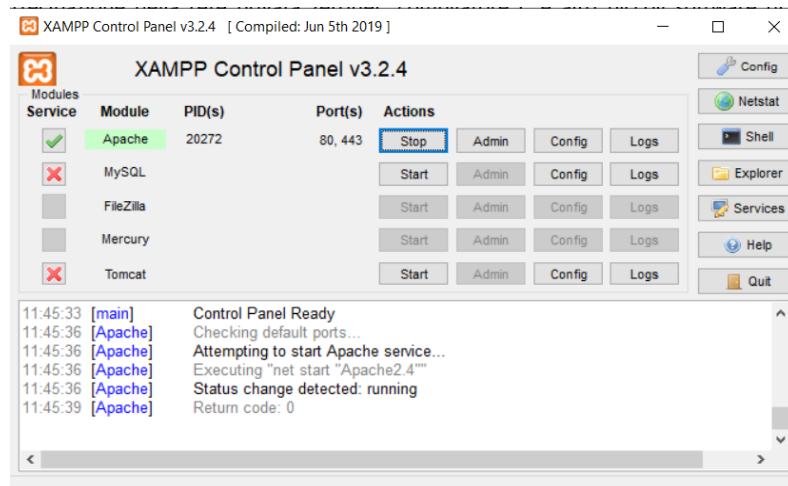 XAMPP Control Panel v3.2.4 [ Compiled: Jun 5th 2019 ]
XAMPP Control Panel v3.2.4
Config
Modules
Service Module PID(s) Port(s) Actions
Netstat
Apache 20272 80, 443 Stop Admin Config Logs
Shell
MySQL Start Admin Config Logs
Explorer
FileZilla Start Admin Config Logs
Services
Mercury Start Admin Config Logs
Help
Tomcat Start Admin Config Logs
Quit
11:45:33 [main] Control Panel Ready
11:45:36 [Apache] Checking default ports...
11:45:36 [Apache] Attempting to start Apache service...
11:45:36 [Apache] Executing "net start "Apache2.4""
11:45:36 [Apache] Status change detected: running
11:45:39 [Apache] Return code: 0